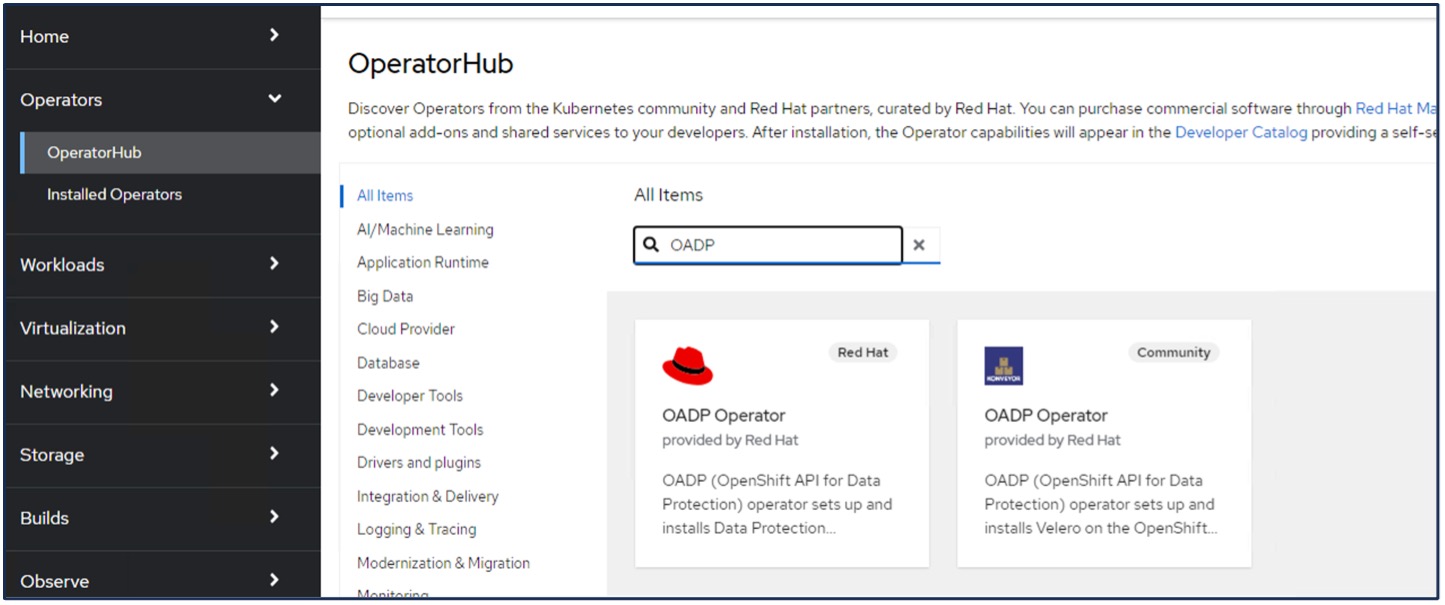 Home
Operators
OperatorHub
Installed Operators
Workloads
Virtualization
Networking
Storage
Builds
Observe
OperatorHub
Discover Operators from the Kubernetes community and Red Hat partners, curated by Red Hat. You can purchase commercial software through Red Hat Ma
optional add-ons and shared services to your developers. After installation, the Operator capabilities will appear in the Developer Catalog providing a self-se
All Items
AI/Machine Learning
Application Runtime
Big Data
Cloud Provider
Database
Developer Tools
Development Tools
Drivers and plugins
Integration & Delivery
Logging & Tracing
Modernization & Migration
Monitoring
All Items
OADP
Red Hat
OADP Operator
provided by Red Hat
OADP (OpenShift API for Data
Protection) operator sets up and
installs Data Protection...
KONVEYOR
Community
OADP Operator
provided by Red Hat
OADP (OpenShift API for Data
Protection) operator sets up and
installs Velero on the OpenShift...